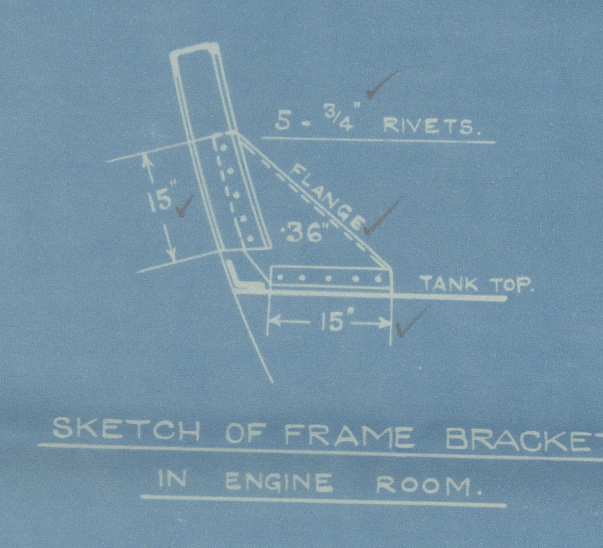 5 - 3/4" RIVETS.
FLANGE
15"
.36"
TANK TOP.
15"
SKETCH OF FRAME BRACKET
IN ENGINE ROOM.